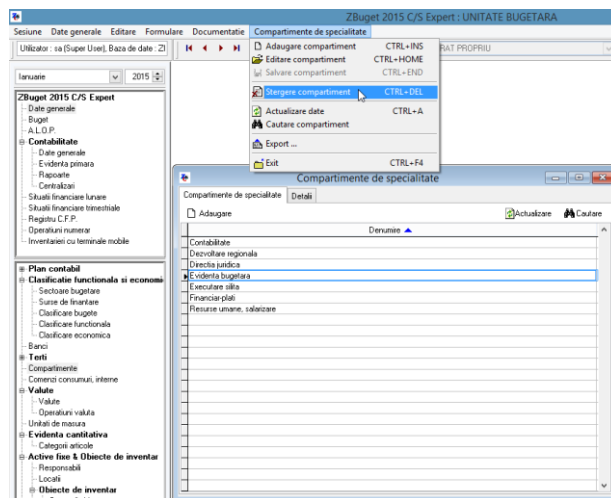 ZBuget 2015 C/S Expert : UNITATE BUGETARA
Sesiune Date generale Editare Formulare Documentatie Compartimente de specialitate
Utilizator : sa (Super User), Baza de date : ZI
RAT PROPRIU
Adaugare compartiment CTRL+INS
Editare compartiment CTRL+HOME
Salvare compartiment CTRL+END
Stergere compartiment CTRL+DEL
Actualizare date CTRL+A
Cautare compartiment
Export ...
Exit CTRL+F4
Ianuarie 2015
ZBuget 2015 C/S Expert
Date generale
Buget
A.L.O.P.
Contabilitate
Date generale
Evidenta primara
Rapoarte
Centralizari
Situatii financiare lunare
Situatii financiare trimestriale
Registru C.F.P.
Operatiuni numerar
Inventarieri cu terminale mobile
Plan contabil
Clasificatie functionala si economi
Sectoare bugetare
Surse de finantare
Clasificare bugete
Clasificare functionala
Clasificare economica
Banci
Terti
Compartimente
Comenzi consumuri, interne
Valute
Valute
Operatiuni valuta
Unitati de masura
Evidenta cantitativa
Categorii articole
Active fixe & Obiecte de inventar
Responsabili
Locatii
Obiecte de inventar
Compartimente de specialitate
Compartimente de specialitate Detalii
Adaugare Actualizare Cautare
Denumire
Contabilitate
Dezvoltare regionala
Directia juridica
Evidenta bugetara
Executare silita
Financiar-plati
Resurse umane, salarizare